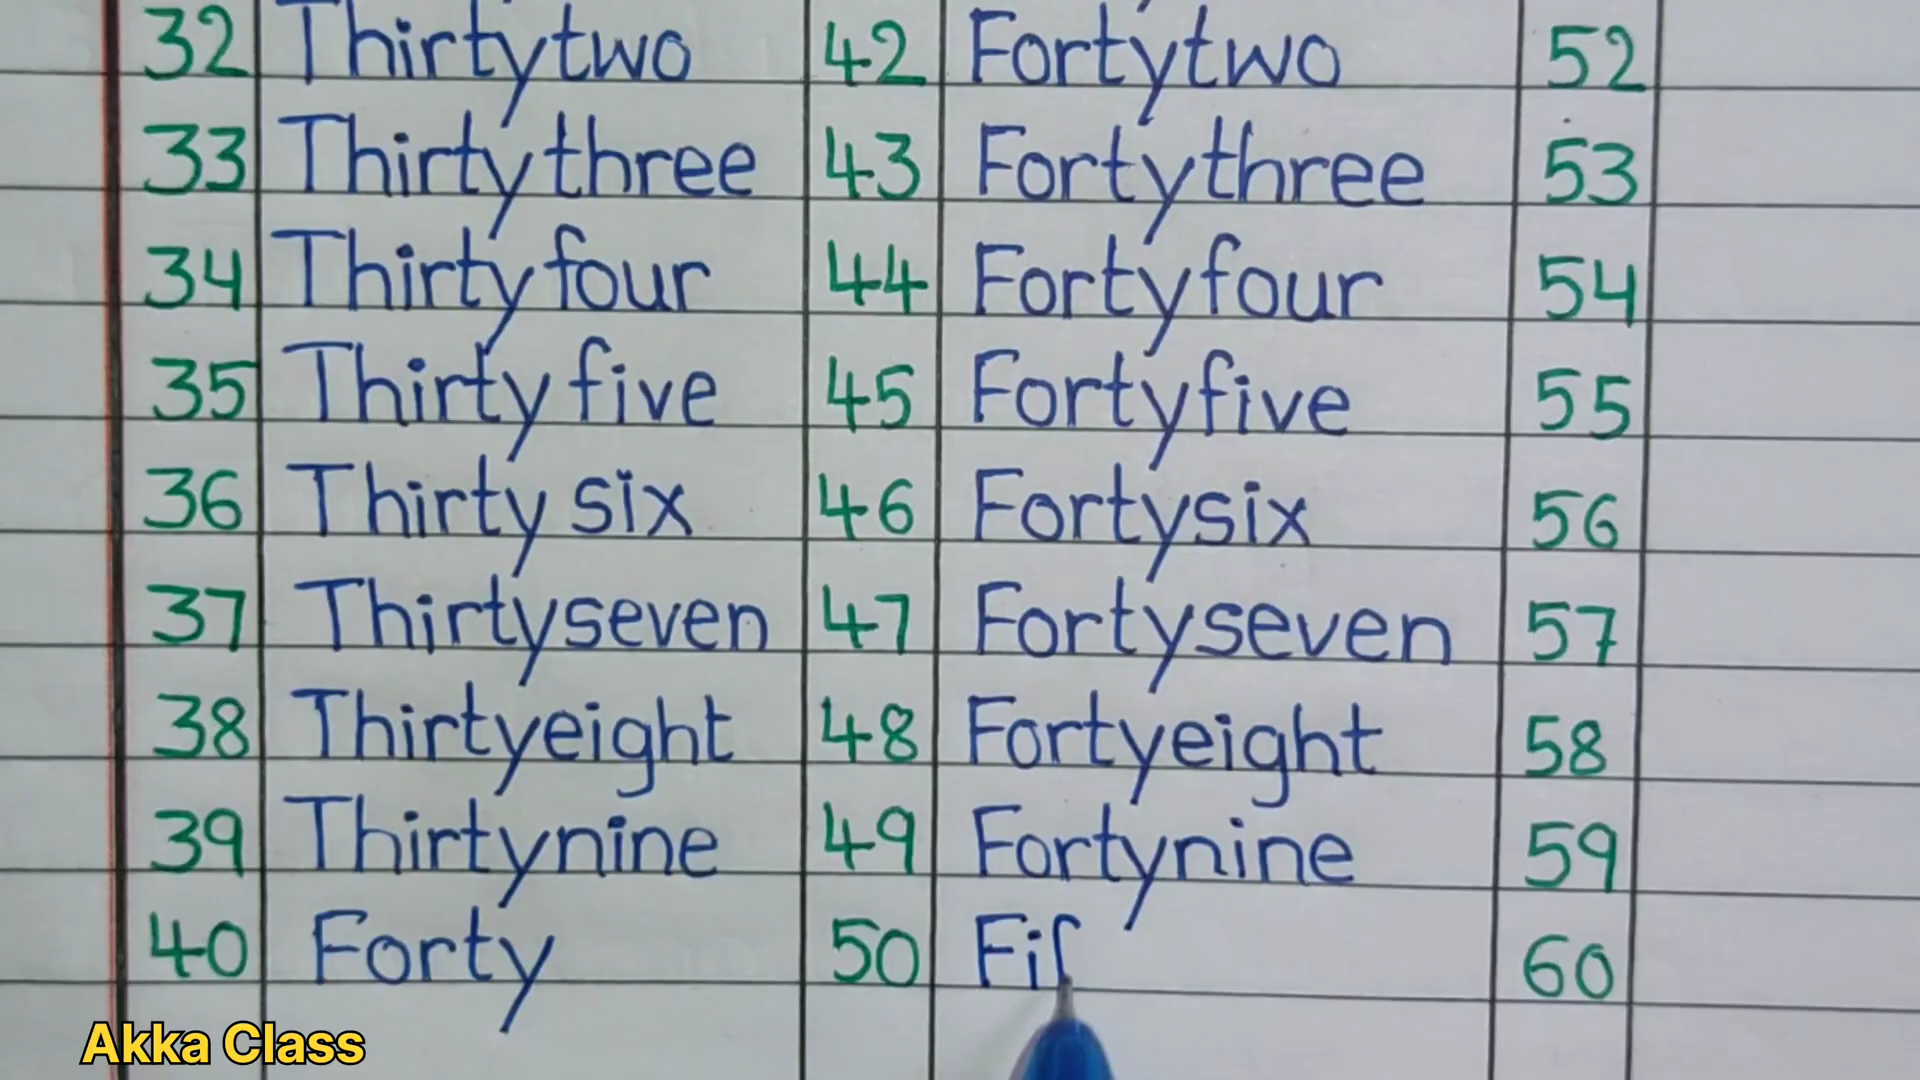 32 Thirtytwo 42 Fortytwo 52
33 Thirtythree 43 Fortythree 53
34 Thirtyfour 44 Fortyfour 54
35 Thirty five 45 Fortyfive 55
36 Thirty six 46 Fortysix 56
37 Thirtyseven 47 Fortyseven 57
38 Thirtyeight 48 Fortyeight 58
39 Thirtynine 49 Fortynine 59
40 Forty 50 Fif 60
Akka Class